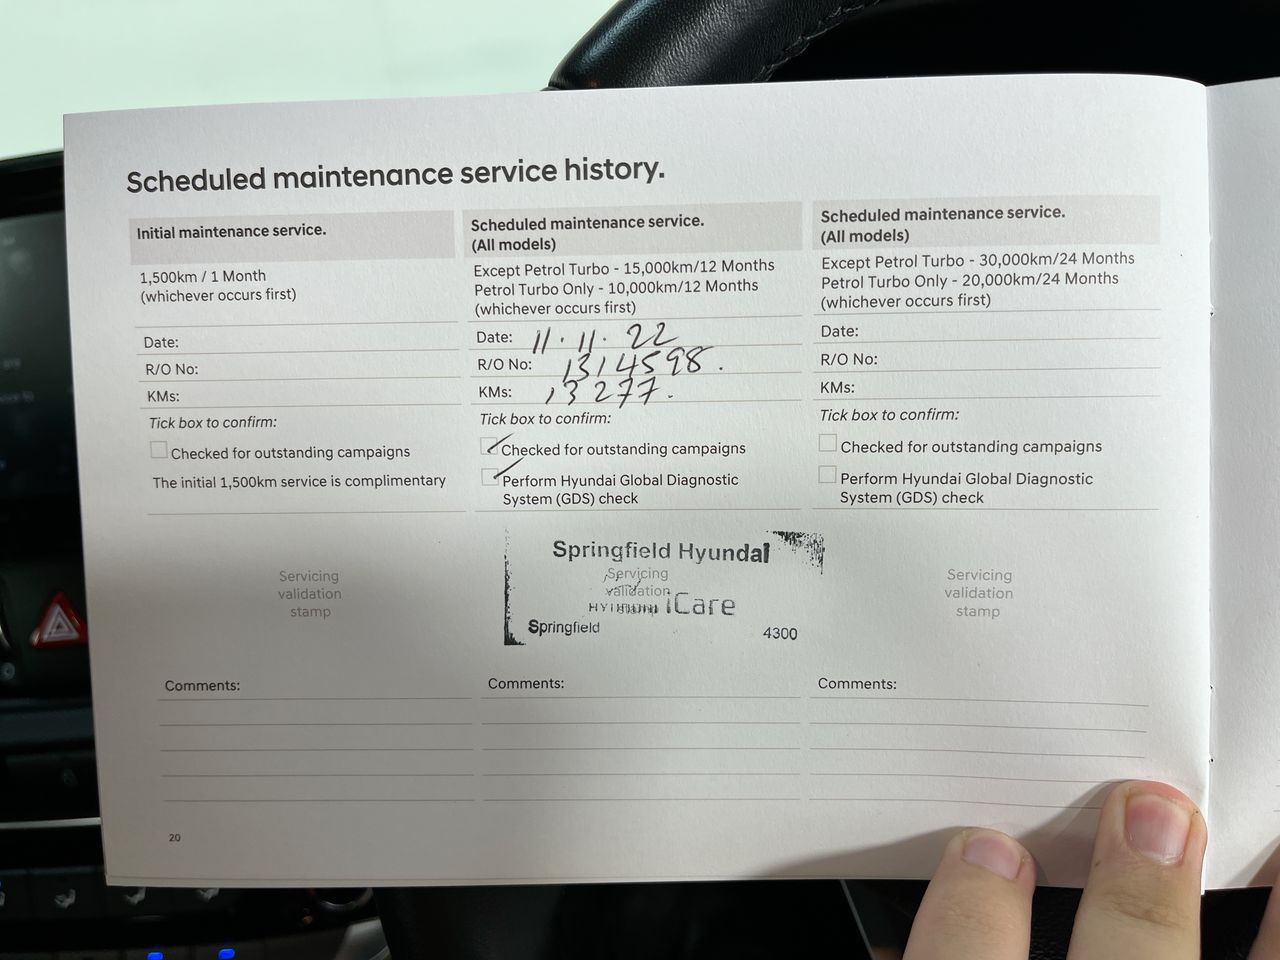 Scheduled maintenance service history.
Initial maintenance service.
1,500km / 1 Month
(whichever occurs first)
Date:
R/O No:
KMs:
Tick box to confirm:
Checked for outstanding campaigns
The initial 1,500km service is complimentary
Servicing
validation
stamp
Comments:
Scheduled maintenance service.
(All models)
Except Petrol Turbo - 15,000km/12 Months
Petrol Turbo Only - 10,000km/12 Months
(whichever occurs first)
Date: 11.11.22
R/O No: 1314598.
KMs: 13277.
Tick box to confirm:
Checked for outstanding campaigns
Perform Hyundai Global Diagnostic
System (GDS) check
Springfield Hyundai
Servicing
validation
iCare
Springfield 4300
Comments:
Scheduled maintenance service.
(All models)
Except Petrol Turbo - 30,000km/24 Months
Petrol Turbo Only - 20,000km/24 Months
(whichever occurs first)
Date:
R/O No:
KMs:
Tick box to confirm:
Checked for outstanding campaigns
Perform Hyundai Global Diagnostic
System (GDS) check
Servicing
validation
stamp
Comments:
20